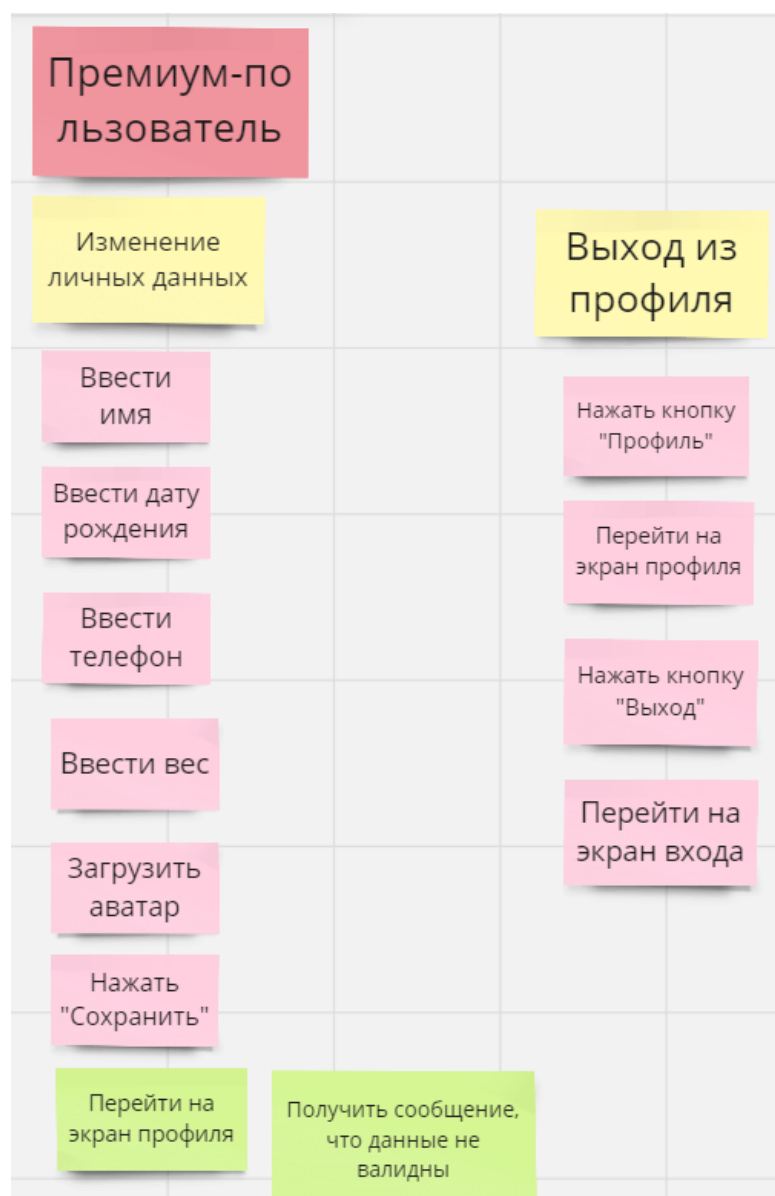 Премиум-по
льзователь
Изменение
личных данных
Ввести
имя
Ввести дату
рождения
Ввести
телефон
Ввести вес
Загрузить
аватар
Нажать
"Сохранить"
Перейти на
экран профиля
Получить сообщение,
что данные не
валидны
Выход из
профиля
Нажать кнопку
"Профиль"
Перейти на
экран профиля
Нажать кнопку
"Выход"
Перейти на
экран входа